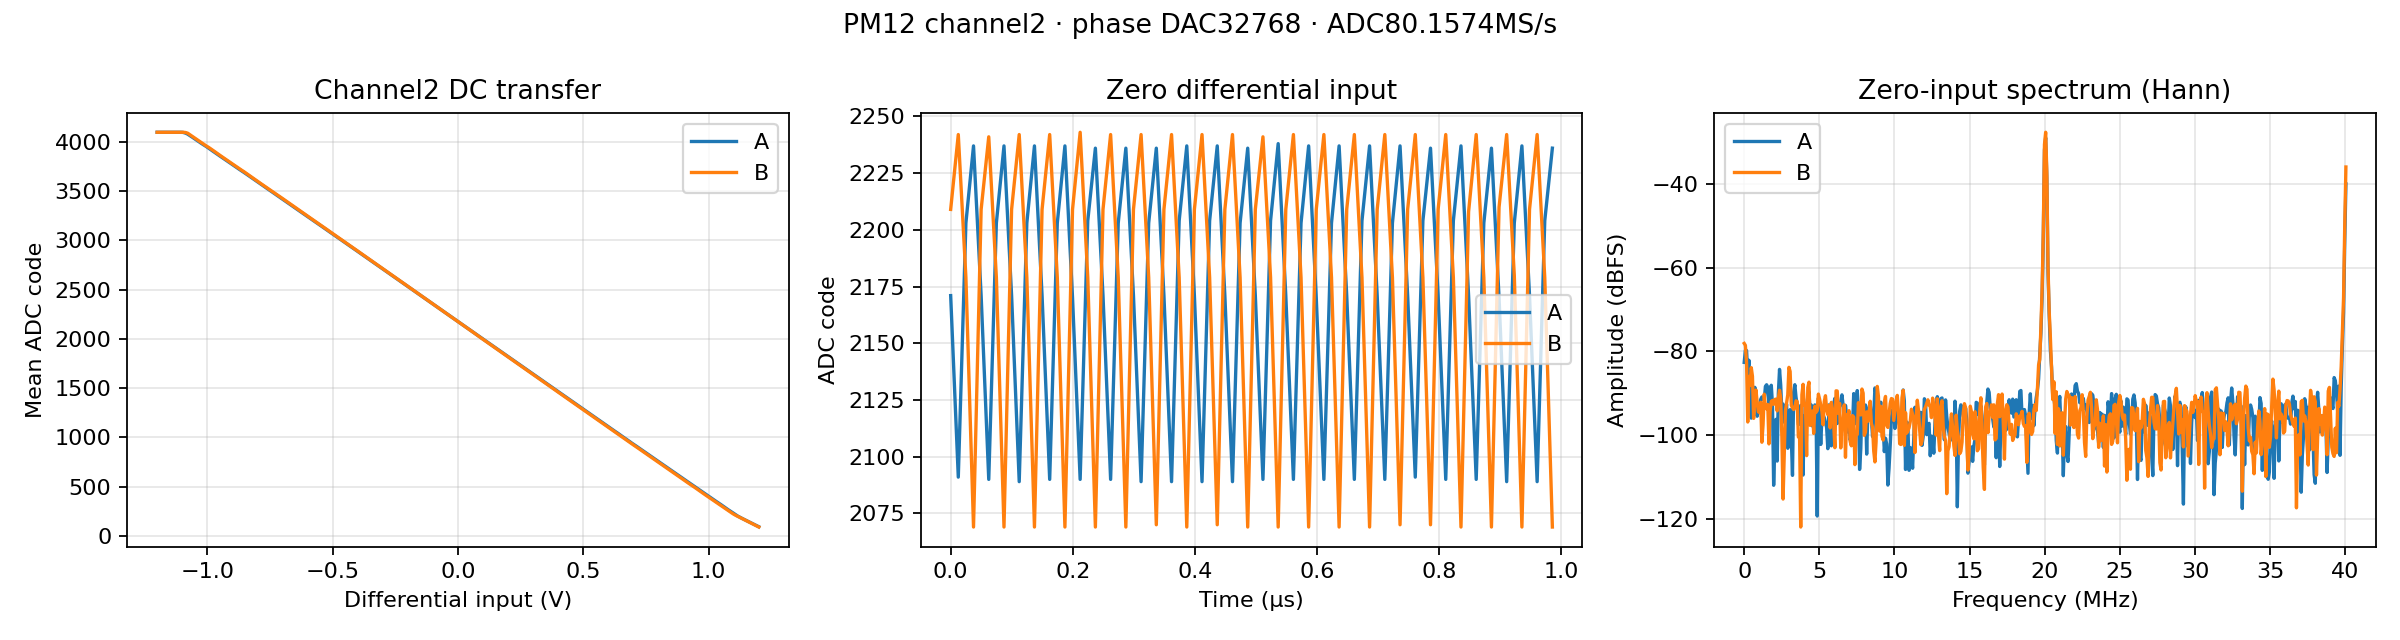 PM12 channel2 · phase DAC32768 · ADC80.1574MS/s
Channel2 DC transfer
Mean ADC code
4000
3500
3000
2500
2000
1500
1000
500
0
A
B
−1.0 −0.5 0.0 0.5 1.0
Differential input (V)
Zero differential input
ADC code
2250
2225
2200
2175
2150
2125
2100
2075
A
B
0.0 0.2 0.4 0.6 0.8 1.0
Time (µs)
Zero-input spectrum (Hann)
Amplitude (dBFS)
A
B
−40
−60
−80
−100
−120
0 5 10 15 20 25 30 35 40
Frequency (MHz)